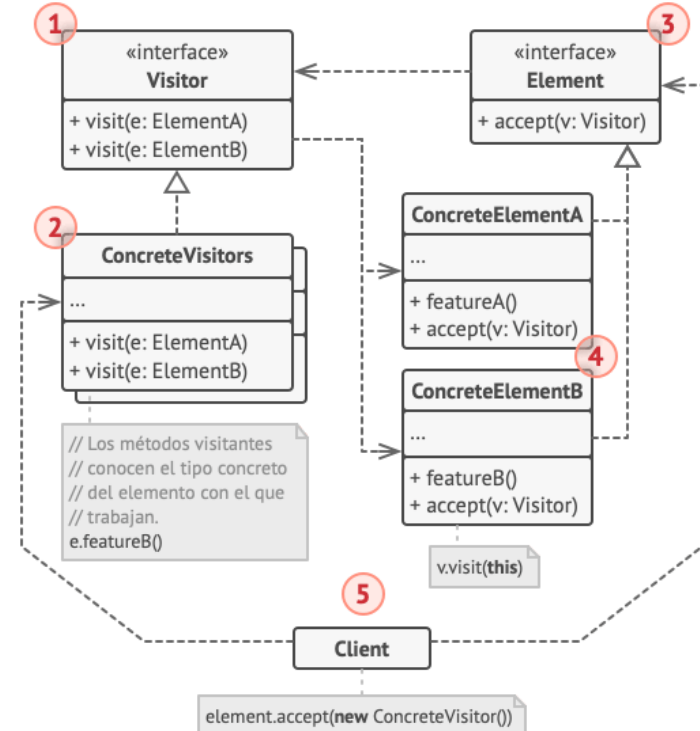 1
«interface»
Visitor
+ visit(e: ElementA)
+ visit(e: ElementB)
3
«interface»
Element
+ accept(v: Visitor)
2
ConcreteVisitors
...
+ visit(e: ElementA)
+ visit(e: ElementB)
// Los métodos visitantes
// conocen el tipo concreto
// del elemento con el que
// trabajan.
e.featureB()
ConcreteElementA
...
+ featureA()
+ accept(v: Visitor)
4
ConcreteElementB
...
+ featureB()
+ accept(v: Visitor)
v.visit(this)
5
Client
element.accept(new ConcreteVisitor())